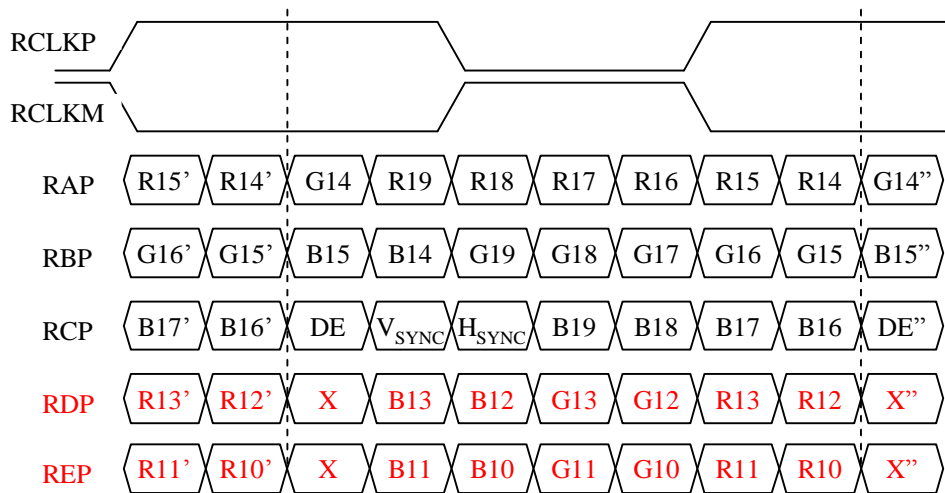 RCLKP
RCLKM
RAP R15’ R14’ G14 R19 R18 R17 R16 R15 R14 G14”
RBP G16’ G15’ B15 B14 G19 G18 G17 G16 G15 B15”
RCP B17’ B16’ DE VSYNC HSYNC B19 B18 B17 B16 DE”
RDP R13’ R12’ X B13 B12 G13 G12 R13 R12 X”
REP R11’ R10’ X B11 B10 G11 G10 R11 R10 X”